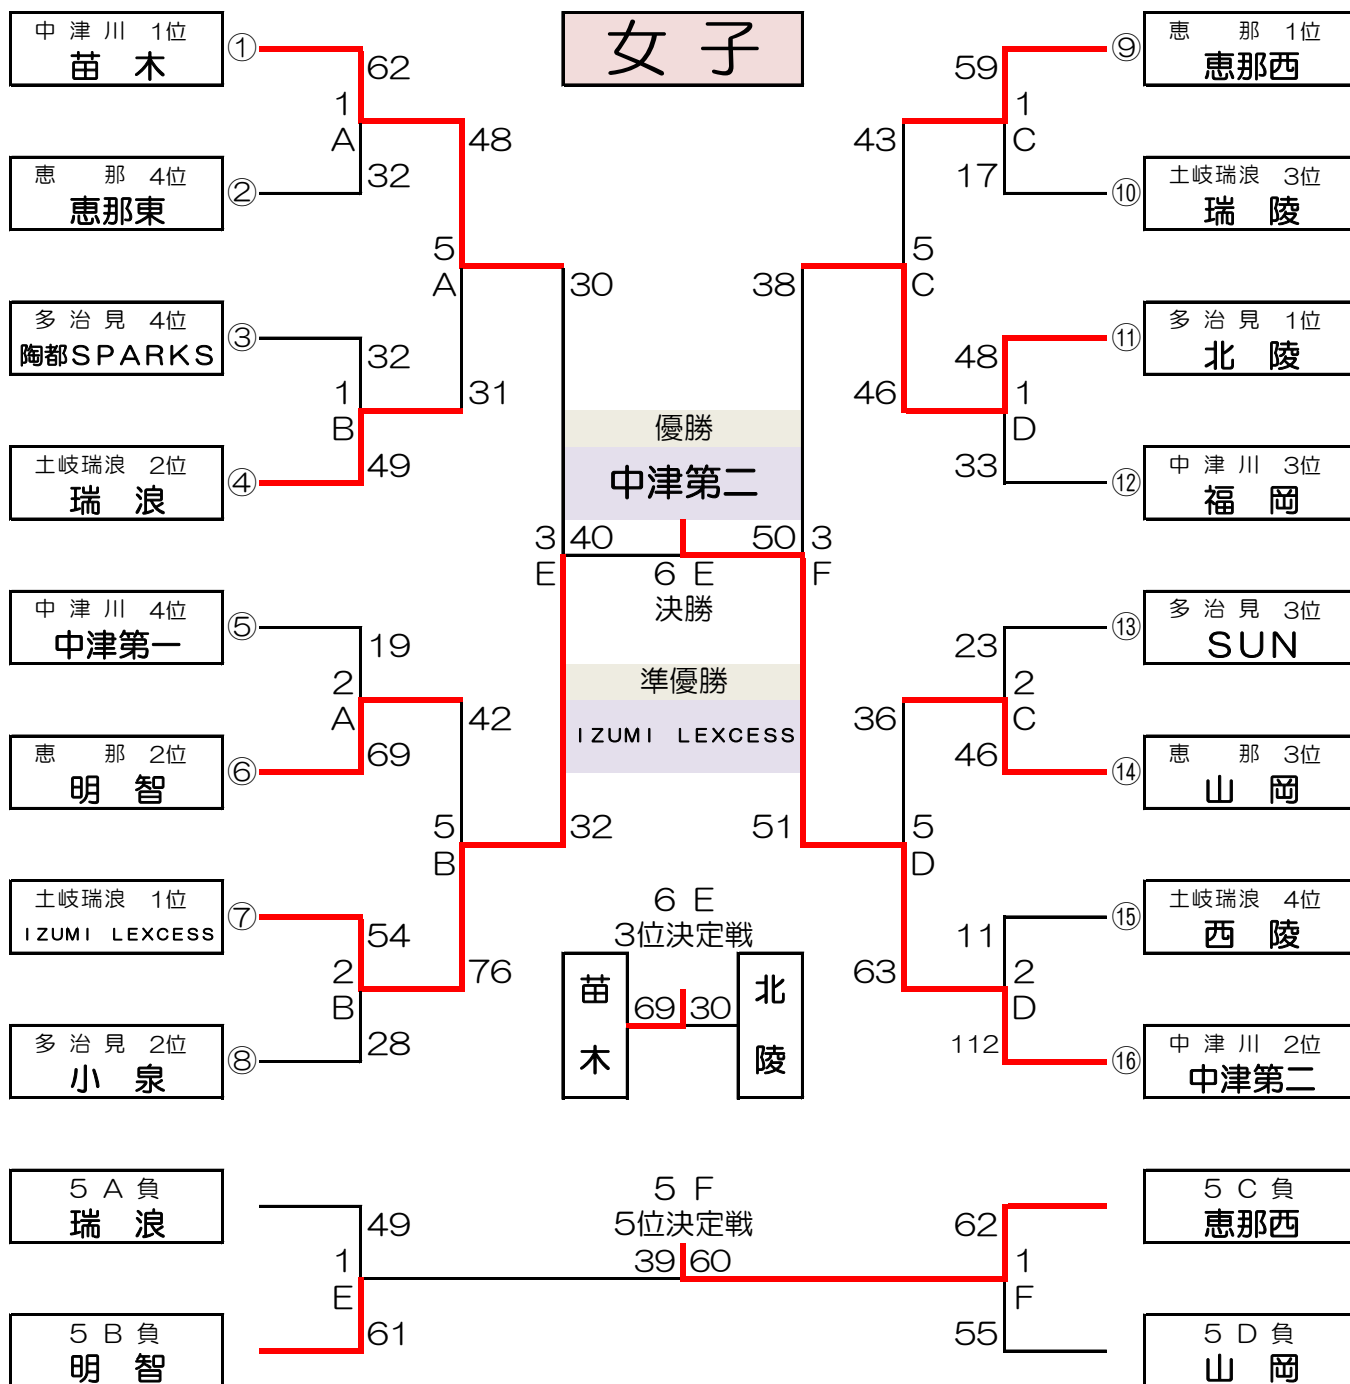 女子
中津川 1位
苗木
①
62
1
A
恵那 4位
恵那東
②
32
48
5
A
多治見 4位
陶都SPARKS
③
32
1
B
土岐瑞浪 2位
瑞浪
④
49
31
30
3
E
中津川 4位
中津第一
⑤
19
2
A
恵那 2位
明智
⑥
69
42
5
B
土岐瑞浪 1位
IZUMI LEXCESS
⑦
54
2
B
多治見 2位
小泉
⑧
28
76
32
優勝
中津第二
40
50
6 E
決勝
準優勝
IZUMI LEXCESS
6 E
3位決定戦
苗木
69
30
北陵
恵那 1位
恵那西
⑨
59
1
C
土岐瑞浪 3位
瑞陵
⑩
17
43
5
C
多治見 1位
北陵
⑪
48
1
D
中津川 3位
福岡
⑫
33
46
38
3
F
多治見 3位
SUN
⑬
23
2
C
恵那 3位
山岡
⑭
46
36
5
D
土岐瑞浪 4位
西陵
⑮
11
2
D
中津川 2位
中津第二
⑯
112
63
51
5 A 負
瑞浪
49
1
E
5 B 負
明智
61
5 F
5位決定戦
39
60
5 C 負
恵那西
62
1
F
5 D 負
山岡
55